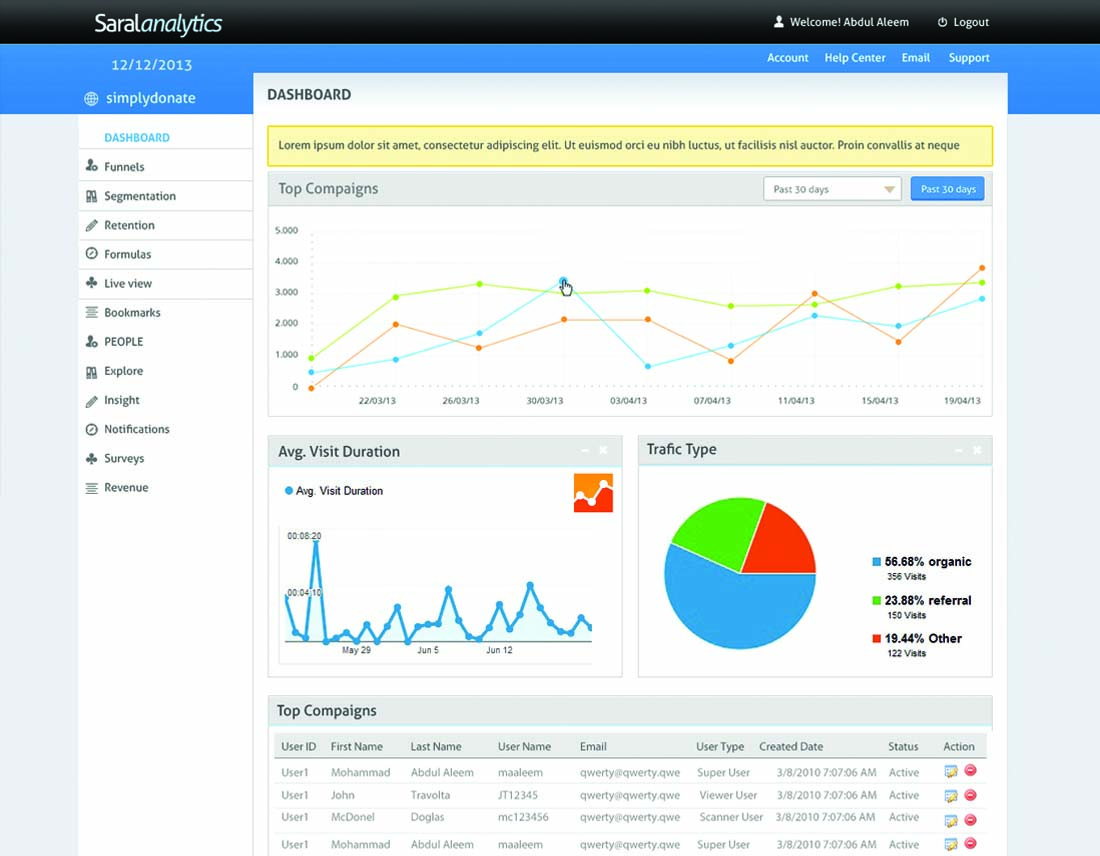 Saralanalytics
Welcome! Abdul Aleem
Logout
12/12/2013
Account Help Center Email Support
simplydonate
DASHBOARD
Funnels
Segmentation
Retention
Formulas
Live view
Bookmarks
PEOPLE
Explore
Insight
Notifications
Surveys
Revenue
DASHBOARD
Lorem ipsum dolor sit amet, consectetur adipiscing elit. Ut euismod orci eu nibh luctus, ut facilisis nisl auctor. Proin convallis at neque
Top Compaigns
Past 30 days
Past 30 days
5.000
4.000
3.000
2.000
1.000
0
22/03/13 26/03/13 30/03/13 03/04/13 07/04/13 11/04/13 15/04/13 19/04/13
Avg. Visit Duration
Avg. Visit Duration
00:08:20
00:04:10
May 29 Jun 5 Jun 12
Trafic Type
56.68% organic
356 Visits
23.88% referral
150 Visits
19.44% Other
122 Visits
Top Compaigns
User ID First Name Last Name User Name Email User Type Created Date Status Action
User1 Mohammad Abdul Aleem maaleem qwerty@qwerty.qwe Super User 3/8/2010 7:07:06 AM Active
User1 John Travolta JT12345 qwerty@qwerty.qwe Viewer User 3/8/2010 7:07:06 AM Active
User1 McDonel Doglas mc123456 qwerty@qwerty.qwe Scanner User 3/8/2010 7:07:06 AM Active
User1 Mohammad Abdul Aleem maaleem qwerty@qwerty.qwe Super User 3/8/2010 7:07:06 AM Active